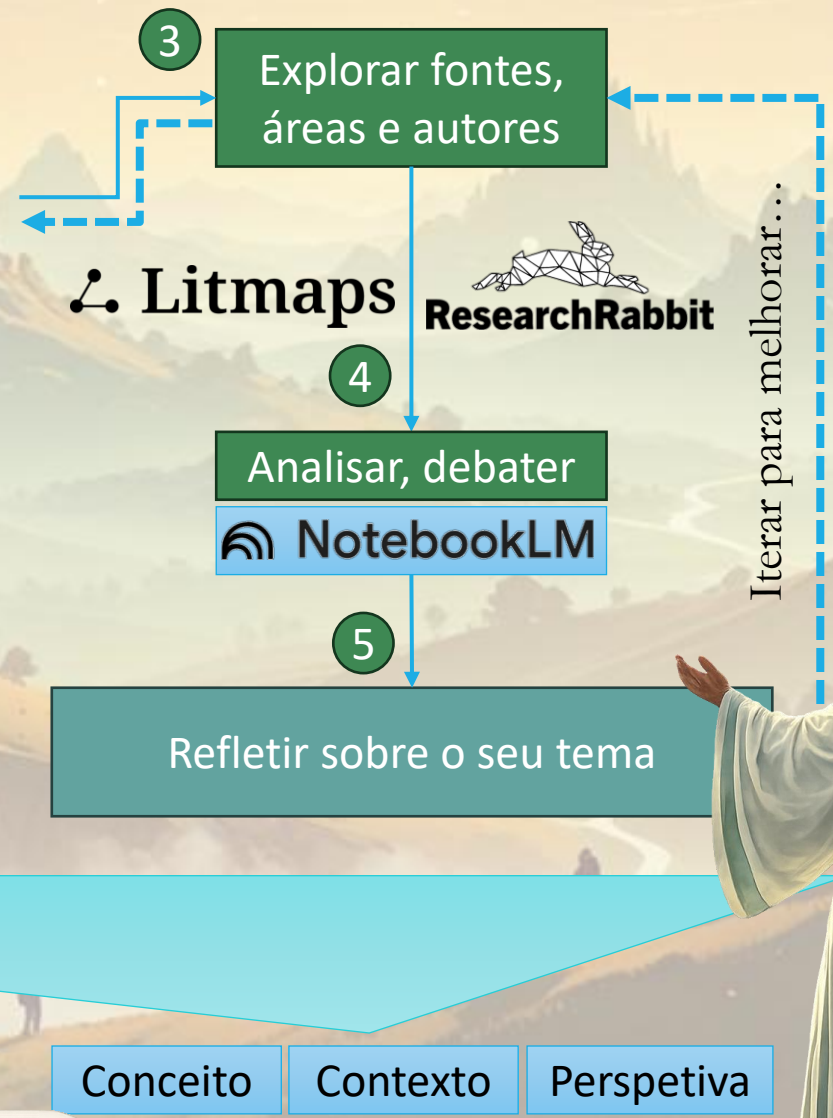 3
Explorar fontes,
áreas e autores
Litmaps
ResearchRabbit
Iterar para melhorar…
4
Analisar, debater
NotebookLM
5
Refletir sobre o seu tema
Conceito
Contexto
Perspetiva